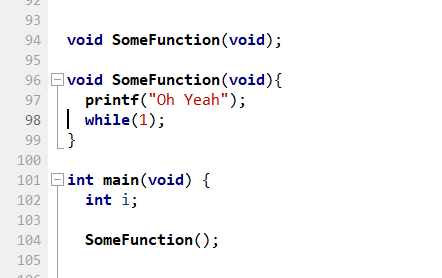 92
93
94 void SomeFunction(void);
95
96 void SomeFunction(void){
97 printf("Oh Yeah");
98 while(1);
99 }
100
101 int main(void) {
102 int i;
103
104 SomeFunction();
105